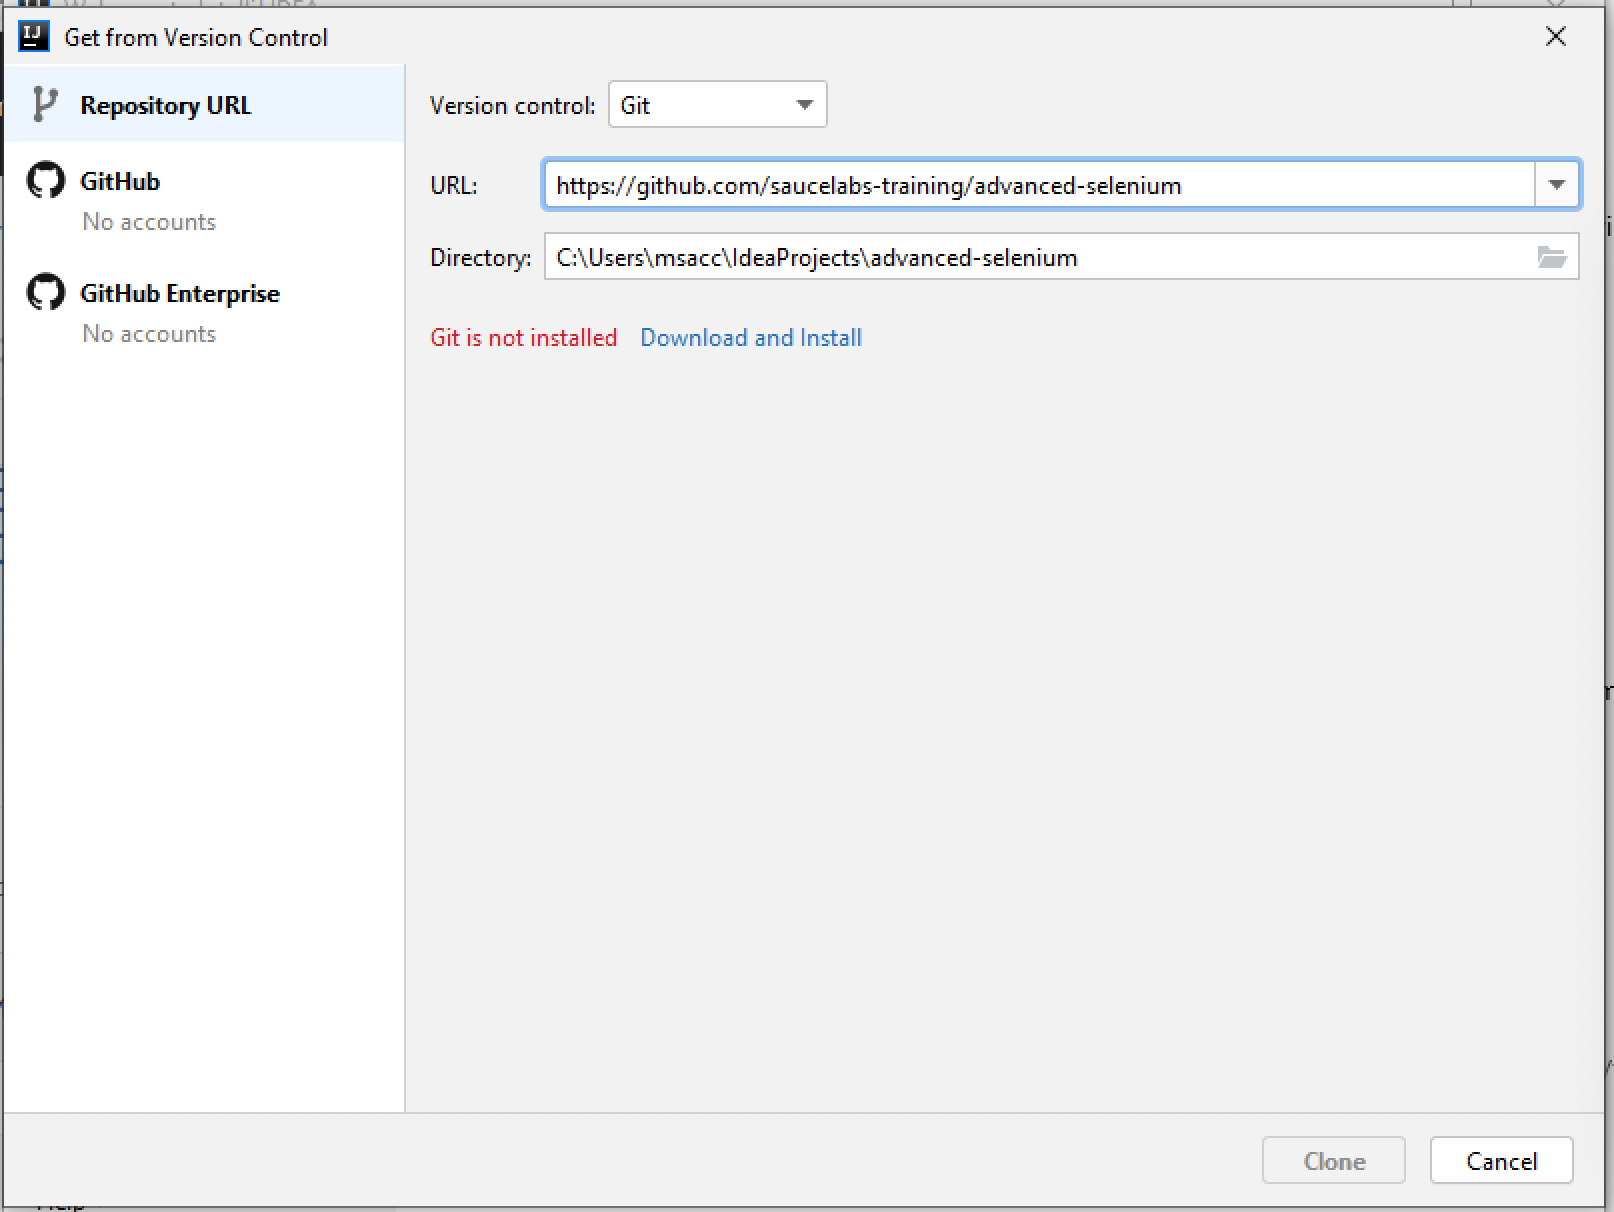 IJ
Get from Version Control
Repository URL
GitHub
No accounts
GitHub Enterprise
No accounts
Version control: Git
URL: https://github.com/saucelabs-training/advanced-selenium
Directory: C:\Users\msacc\IdeaProjects\advanced-selenium
Git is not installed Download and Install
Clone Cancel